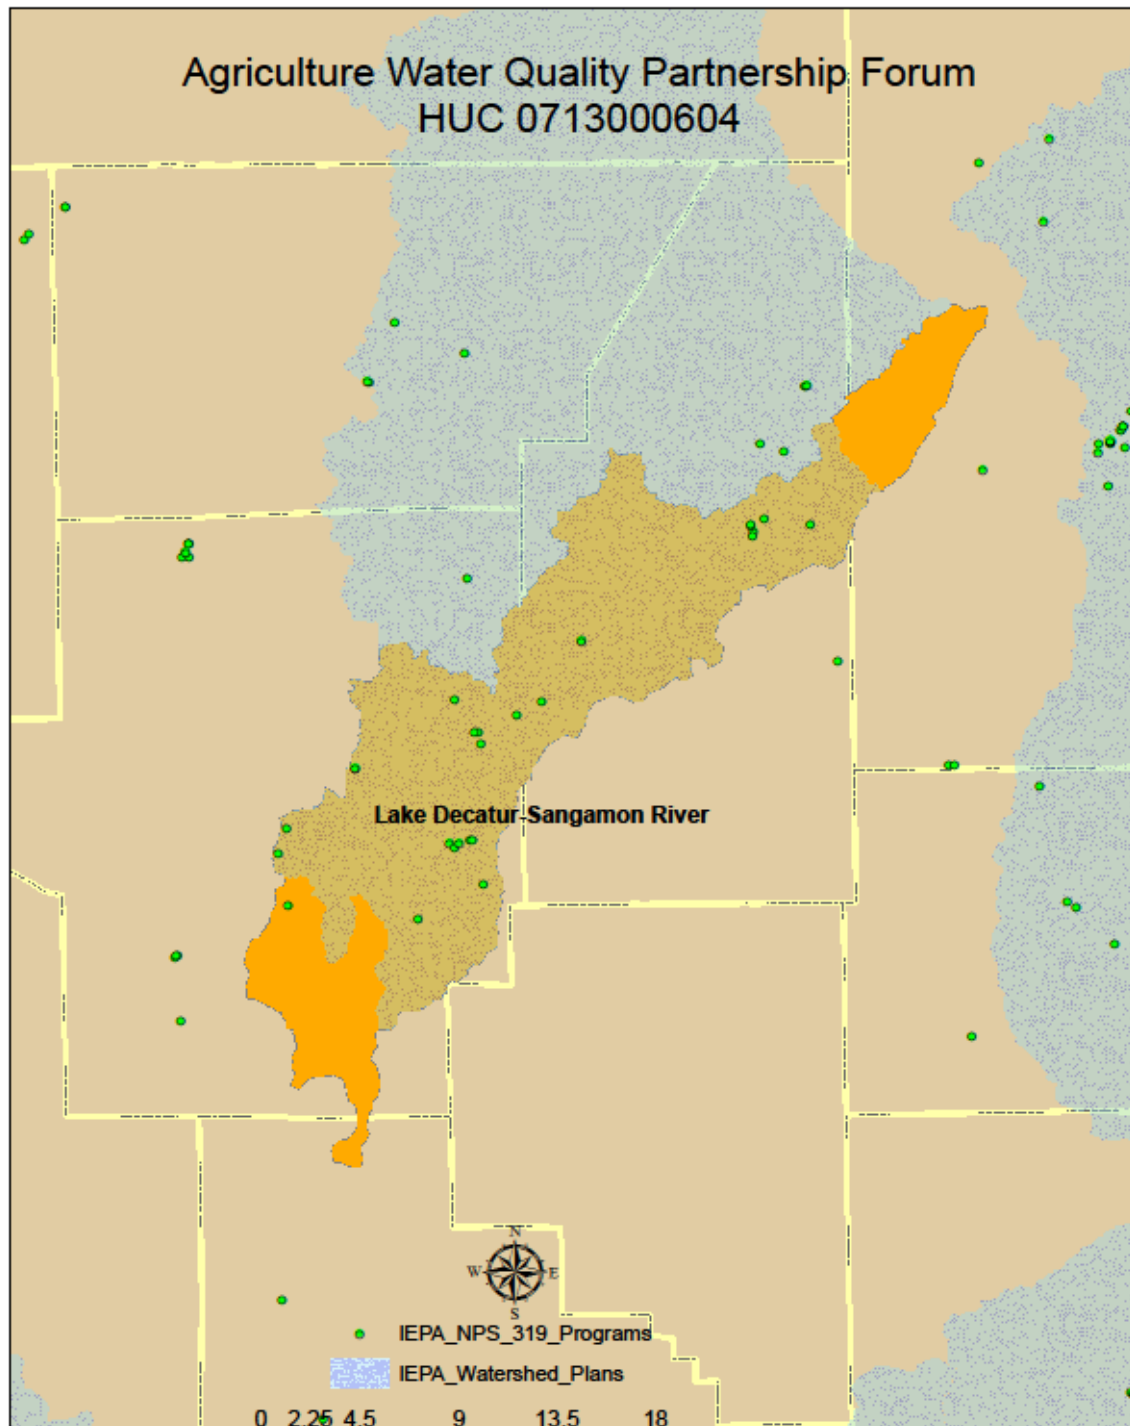 Agriculture Water Quality Partnership Forum
HUC 0713000604
Lake Decatur-Sangamon River
N
W E
S
IEPA_NPS_319_Programs
IEPA_Watershed_Plans
0 2.25 4.5 9 13.5 18